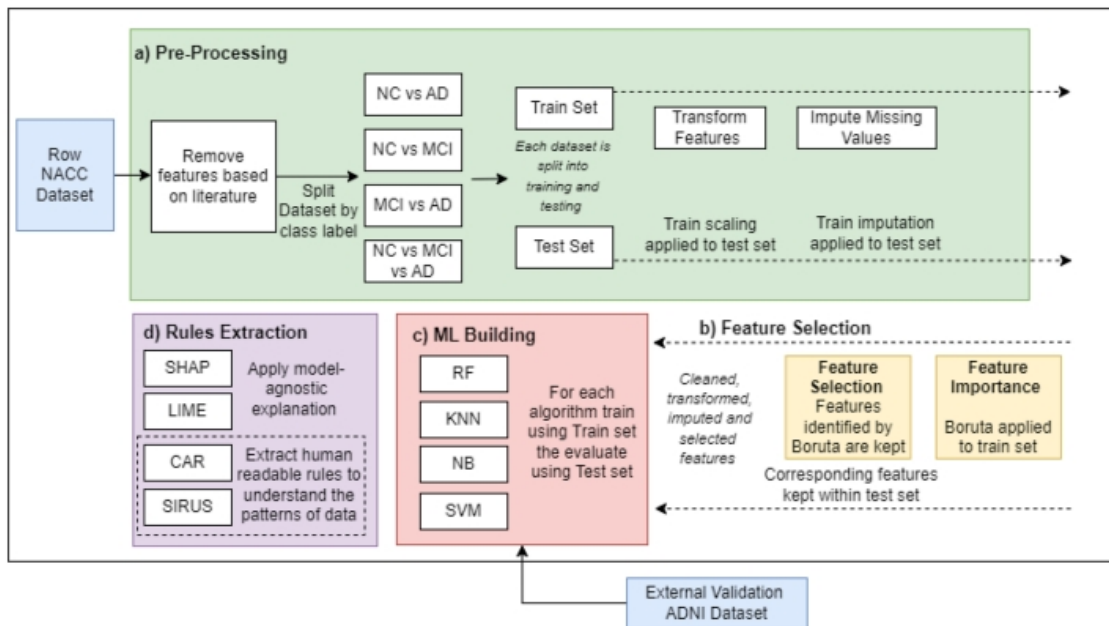 a) Pre-Processing
Row
NACC
Dataset
Remove
features based
on literature
Split
Dataset by
class label
NC vs AD
NC vs MCI
MCI vs AD
NC vs MCI
vs AD
Train Set
Each dataset is
split into
training and
testing
Test Set
Transform
Features
Impute Missing
Values
Train scaling
applied to test set
Train imputation
applied to test set
d) Rules Extraction
SHAP
LIME
Apply model-
agnostic
explanation
CAR
SIRUS
Extract human
readable rules to
understand the
patterns of data
c) ML Building
RF
KNN
NB
SVM
For each
algorithm train
using Train set
the evaluate
using Test set
b) Feature Selection
Cleaned,
transformed,
imputed and
selected
features
Feature
Selection
Features
identified by
Boruta are kept
Feature
Importance
Boruta applied
to train set
Corresponding features
kept within test set
External Validation
ADNI Dataset